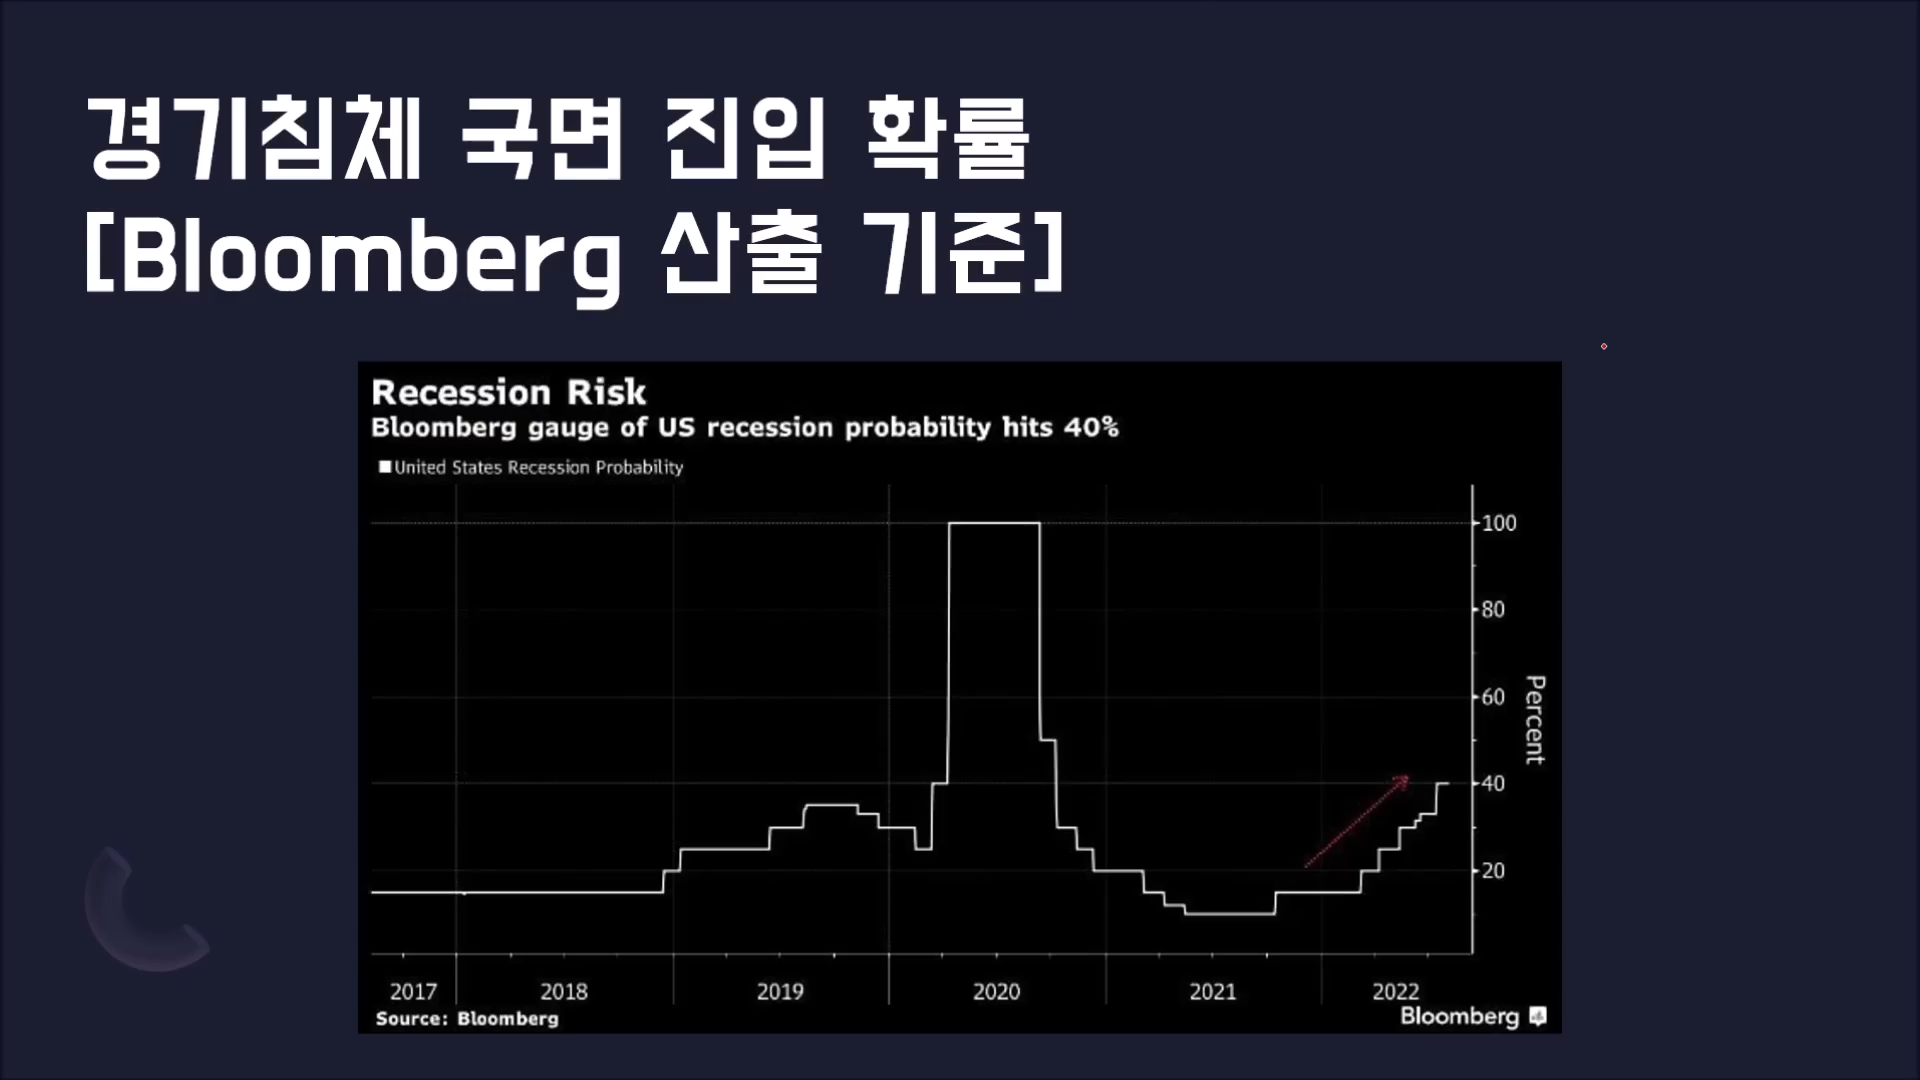 경기침체 국면 진입 확률
[Bloomberg 산출 기준]
Recession Risk
Bloomberg gauge of US recession probability hits 40%
United States Recession Probability
100
80
60
40
20
Percent
2017 2018 2019 2020 2021 2022
Source: Bloomberg
Bloomberg